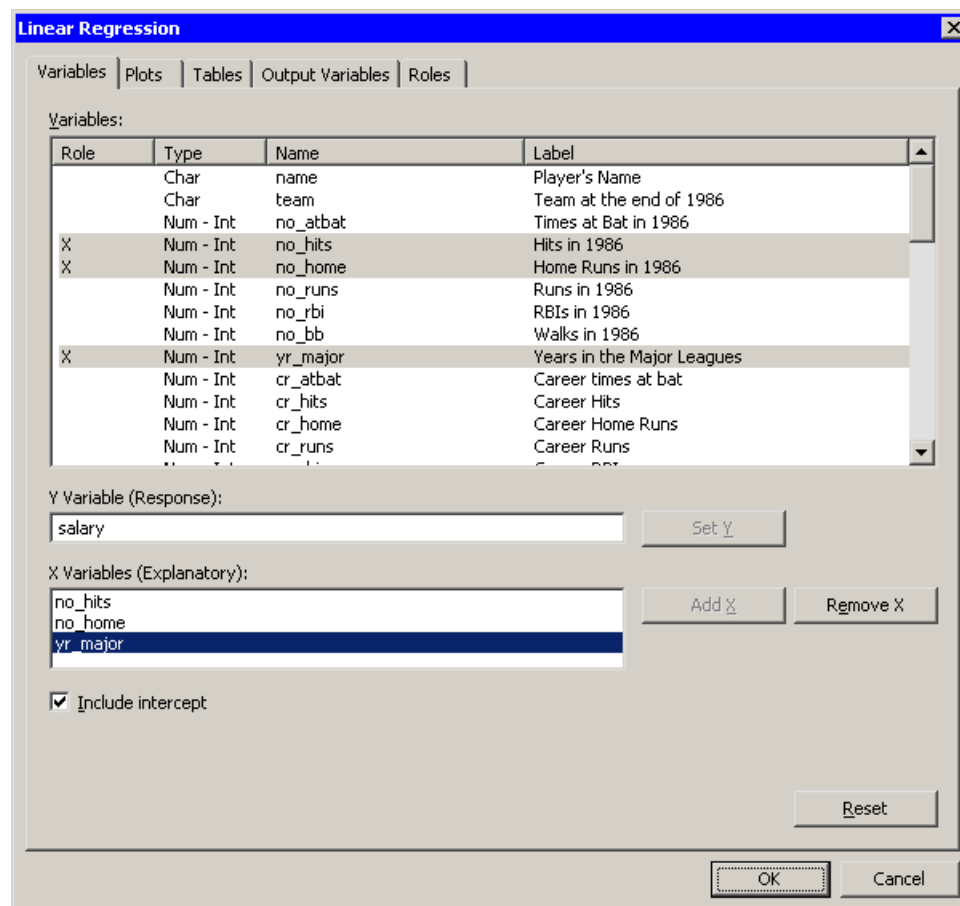 Linear Regression
Variables Plots Tables Output Variables Roles
Variables:
Role Type Name Label
Char name Player's Name
Char team Team at the end of 1986
Num - Int no_atbat Times at Bat in 1986
X Num - Int no_hits Hits in 1986
X Num - Int no_home Home Runs in 1986
Num - Int no_runs Runs in 1986
Num - Int no_rbi RBIs in 1986
Num - Int no_bb Walks in 1986
X Num - Int yr_major Years in the Major Leagues
Num - Int cr_atbat Career times at bat
Num - Int cr_hits Career Hits
Num - Int cr_home Career Home Runs
Num - Int cr_runs Career Runs
Y Variable (Response):
salary Set Y
X Variables (Explanatory):
no_hits Add X Remove X
no_home
yr_major
Include intercept
Reset
OK Cancel